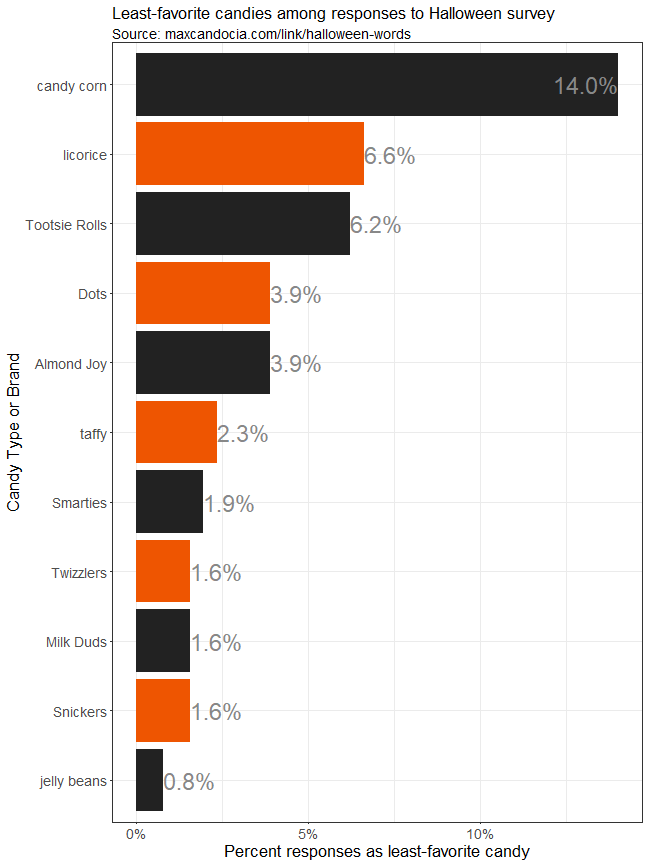 Least-favorite candies among responses to Halloween survey
Source: maxcandocia.com/link/halloween-words
Candy Type or Brand
candy corn 14.0%
licorice 6.6%
Tootsie Rolls 6.2%
Dots 3.9%
Almond Joy 3.9%
taffy 2.3%
Smarties 1.9%
Twizzlers 1.6%
Milk Duds 1.6%
Snickers 1.6%
jelly beans 0.8%
0% 5% 10%
Percent responses as least-favorite candy